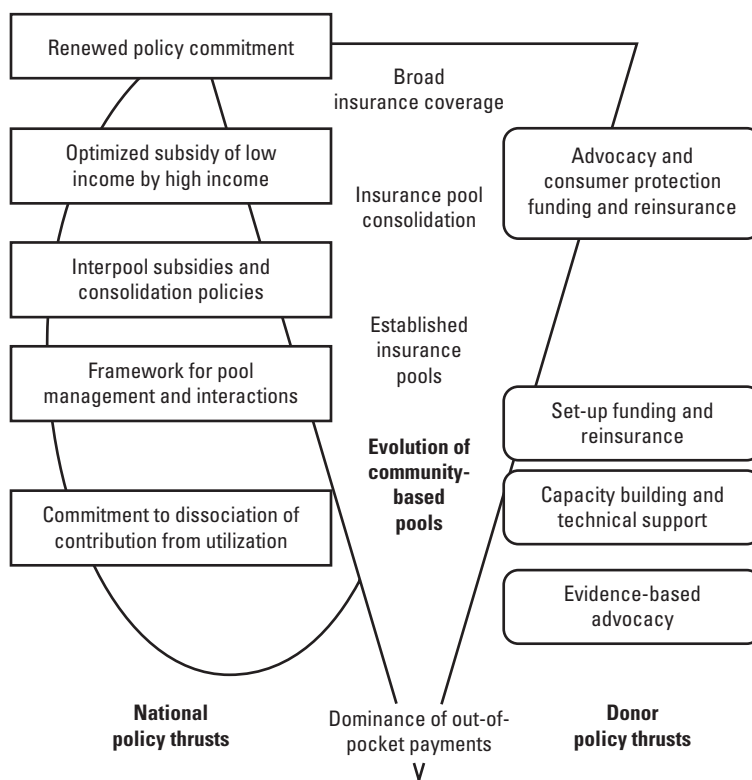 Renewed policy commitment
Broad
insurance coverage
Optimized subsidy of low
income by high income
Insurance pool
consolidation
Advocacy and
consumer protection
funding and reinsurance
Interpool subsidies and
consolidation policies
Established
insurance
pools
Framework for pool
management and interactions
Set-up funding and
reinsurance
Evolution of
community-
based
pools
Capacity building and
technical support
Commitment to dissociation of
contribution from utilization
Evidence-based
advocacy
National
policy thrusts
Dominance of out-of-
pocket payments
Donor
policy thrusts